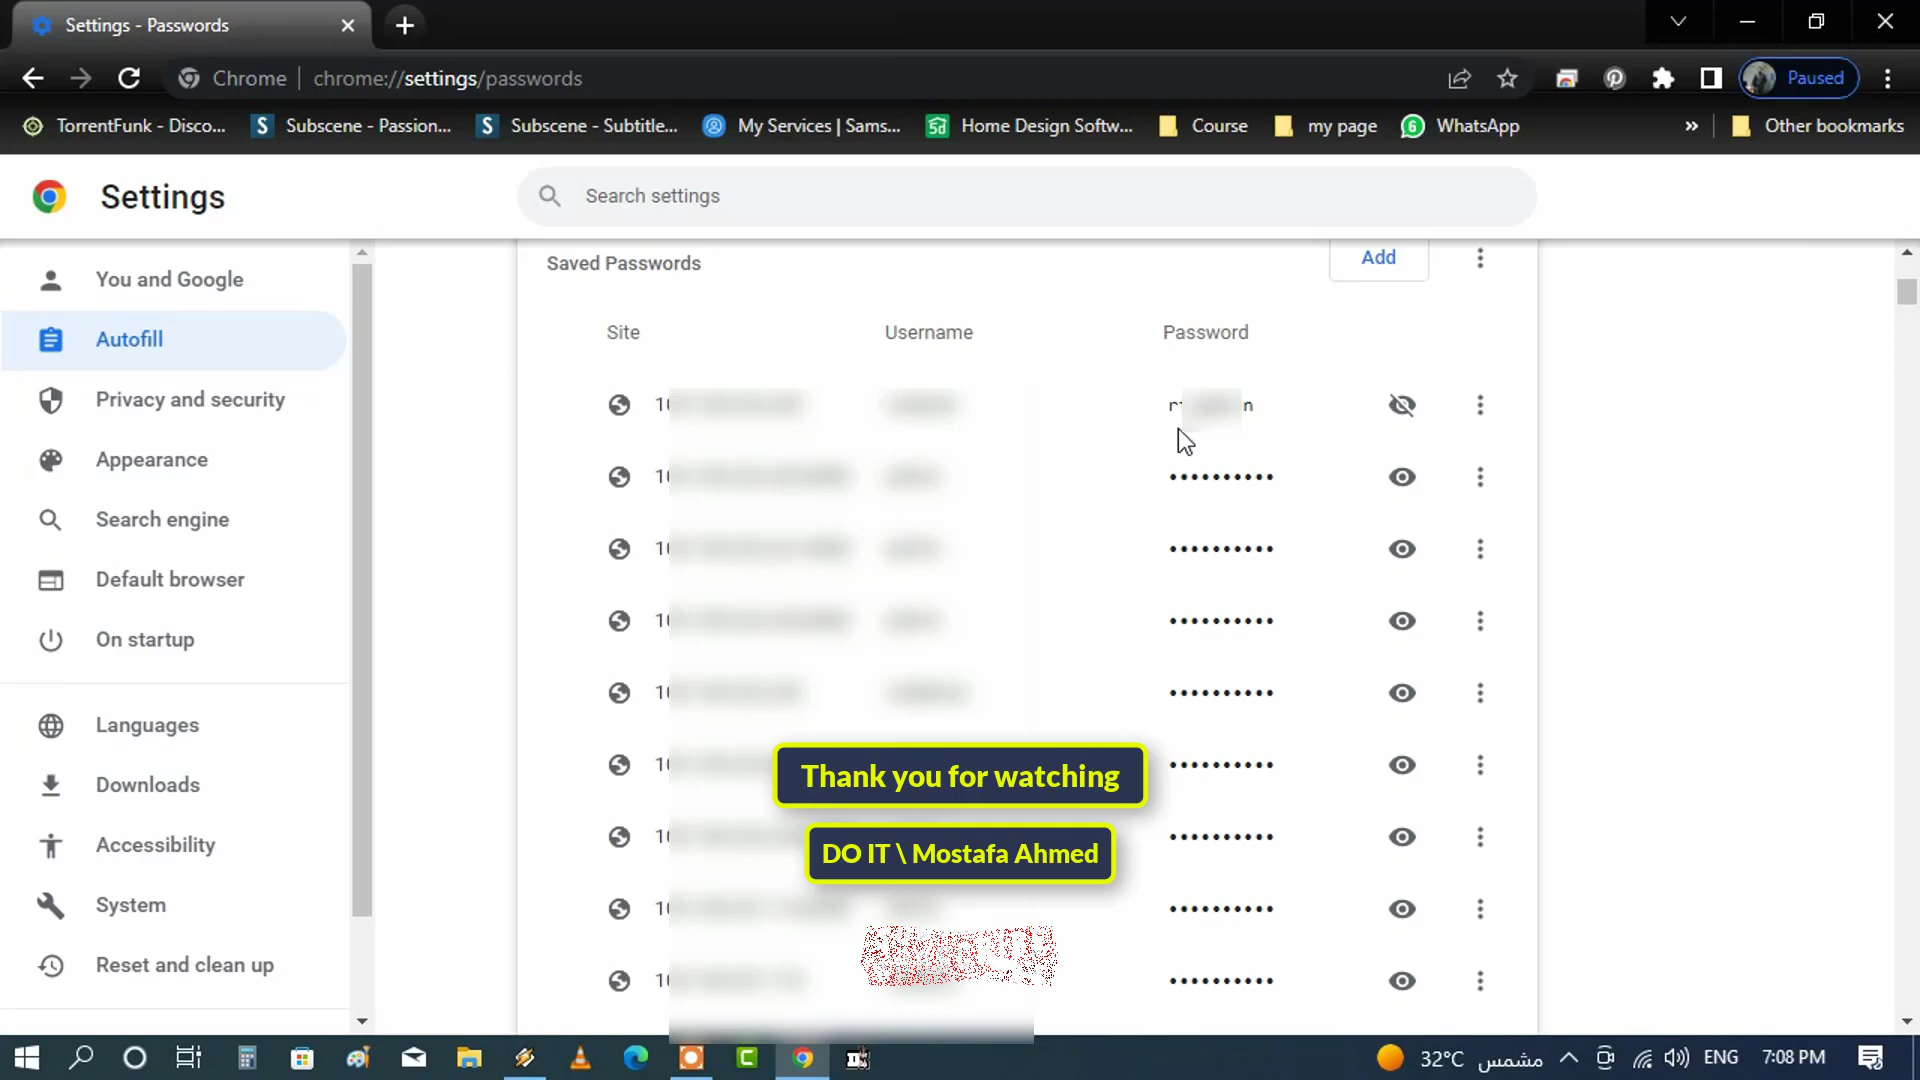 Settings - Passwords
Chrome
chrome://settings/passwords
Paused
TorrentFunk - Disco...
Subscene - Passion...
Subscene - Subtitle...
My Services | Sams...
Home Design Softw...
Course
my page
WhatsApp
Other bookmarks
Settings
Search settings
You and Google
Autofill
Privacy and security
Appearance
Search engine
Default browser
On startup
Languages
Downloads
Accessibility
System
Reset and clean up
Saved Passwords
Add
Site
Username
Password
••••••••••
••••••••••
••••••••••
••••••••••
••••••••••
••••••••••
••••••••••
••••••••••
Thank you for watching
DO IT \ Mostafa Ahmed
32°C مشمس
ENG
7:08 PM